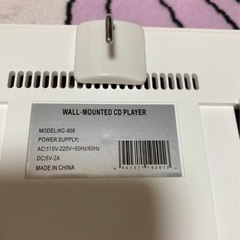 WALL-MOUNTED CD PLAYER
MODEL:KC-808
POWER SUPPLY:
AC:110V-220V~50Hz/60Hz
DC:5V-2A
MADE IN CHINA